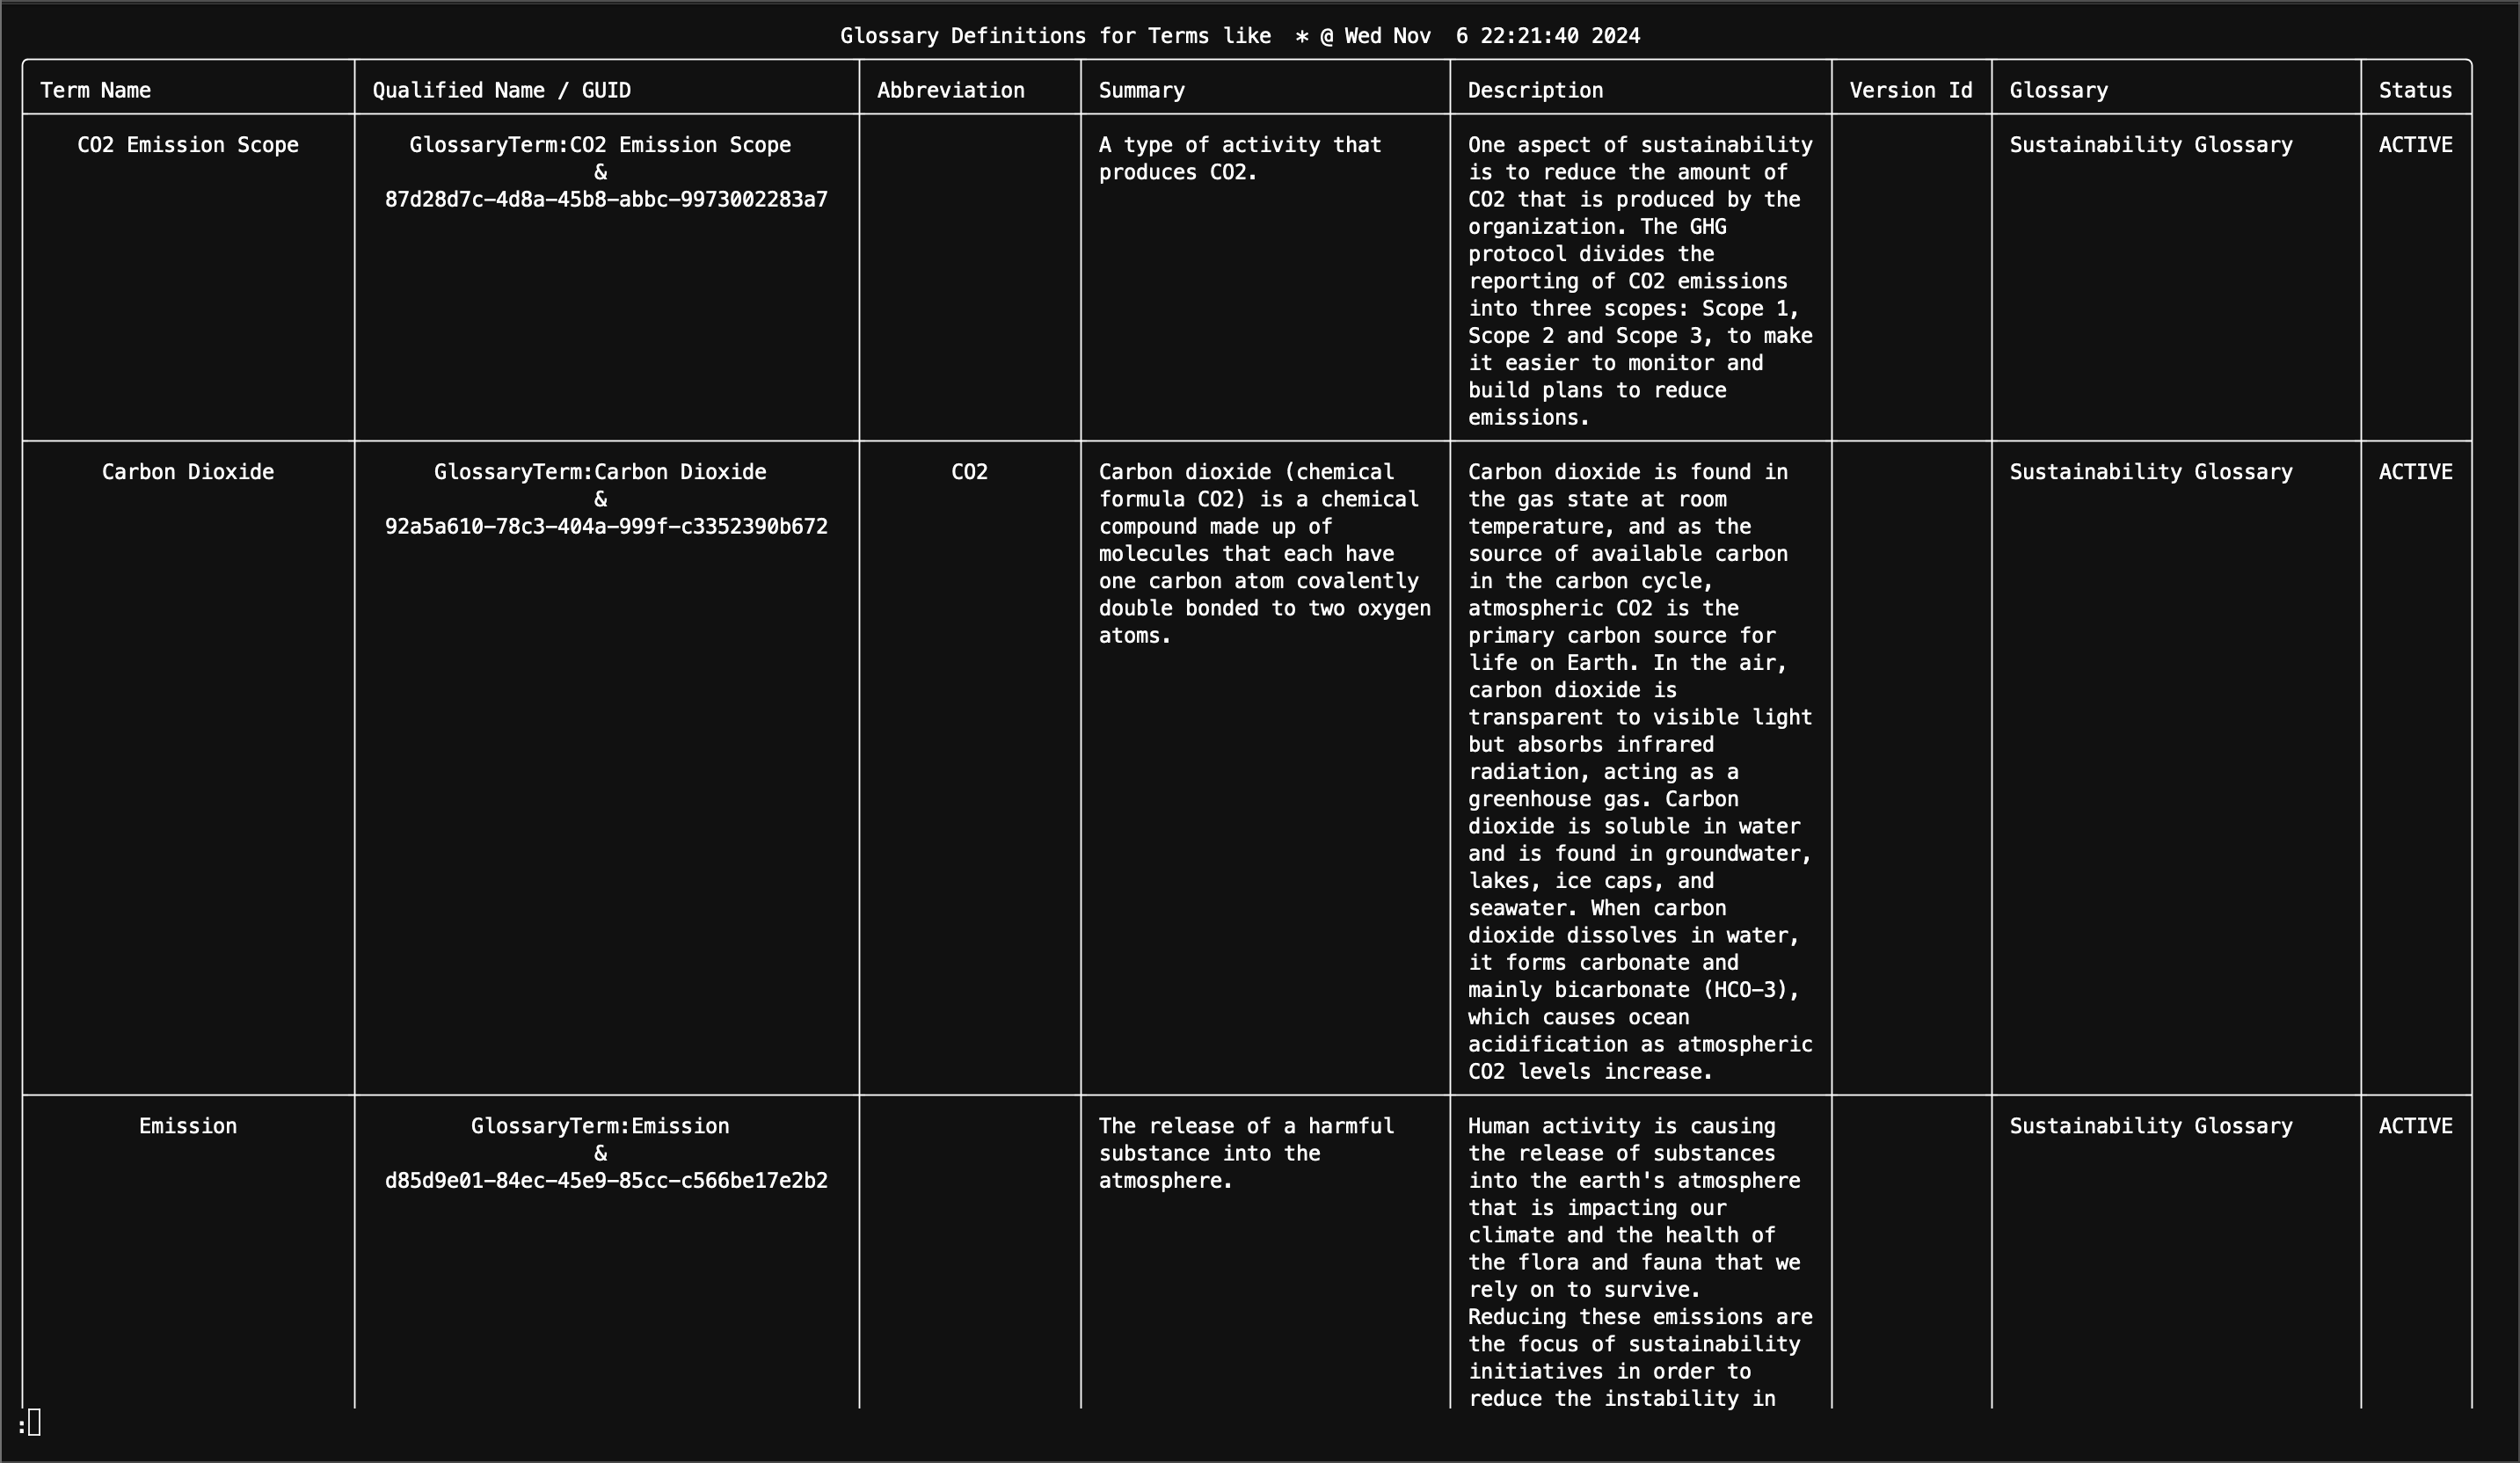 Glossary Definitions for Terms like  * @ Wed Nov  6 22:21:40 2024
Term Name
Qualified Name / GUID
Abbreviation
Summary
Description
Version Id
Glossary
Status
CO2 Emission Scope
GlossaryTerm:CO2 Emission Scope
&
87d28d7c-4d8a-45b8-abbc-9973002283a7
A type of activity that
produces CO2.
One aspect of sustainability
is to reduce the amount of
CO2 that is produced by the
organization. The GHG
protocol divides the
reporting of CO2 emissions
into three scopes: Scope 1,
Scope 2 and Scope 3, to make
it easier to monitor and
build plans to reduce
emissions.
Sustainability Glossary
ACTIVE
Carbon Dioxide
GlossaryTerm:Carbon Dioxide
&
92a5a610-78c3-404a-999f-c3352390b672
CO2
Carbon dioxide (chemical
formula CO2) is a chemical
compound made up of
molecules that each have
one carbon atom covalently
double bonded to two oxygen
atoms.
Carbon dioxide is found in
the gas state at room
temperature, and as the
source of available carbon
in the carbon cycle,
atmospheric CO2 is the
primary carbon source for
life on Earth. In the air,
carbon dioxide is
transparent to visible light
but absorbs infrared
radiation, acting as a
greenhouse gas. Carbon
dioxide is soluble in water
and is found in groundwater,
lakes, ice caps, and
seawater. When carbon
dioxide dissolves in water,
it forms carbonate and
mainly bicarbonate (HCO-3),
which causes ocean
acidification as atmospheric
CO2 levels increase.
Sustainability Glossary
ACTIVE
Emission
GlossaryTerm:Emission
&
d85d9e01-84ec-45e9-85cc-c566be17e2b2
The release of a harmful
substance into the
atmosphere.
Human activity is causing
the release of substances
into the earth's atmosphere
that is impacting our
climate and the health of
the flora and fauna that we
rely on to survive.
Reducing these emissions are
the focus of sustainability
initiatives in order to
reduce the instability in
Sustainability Glossary
ACTIVE
: